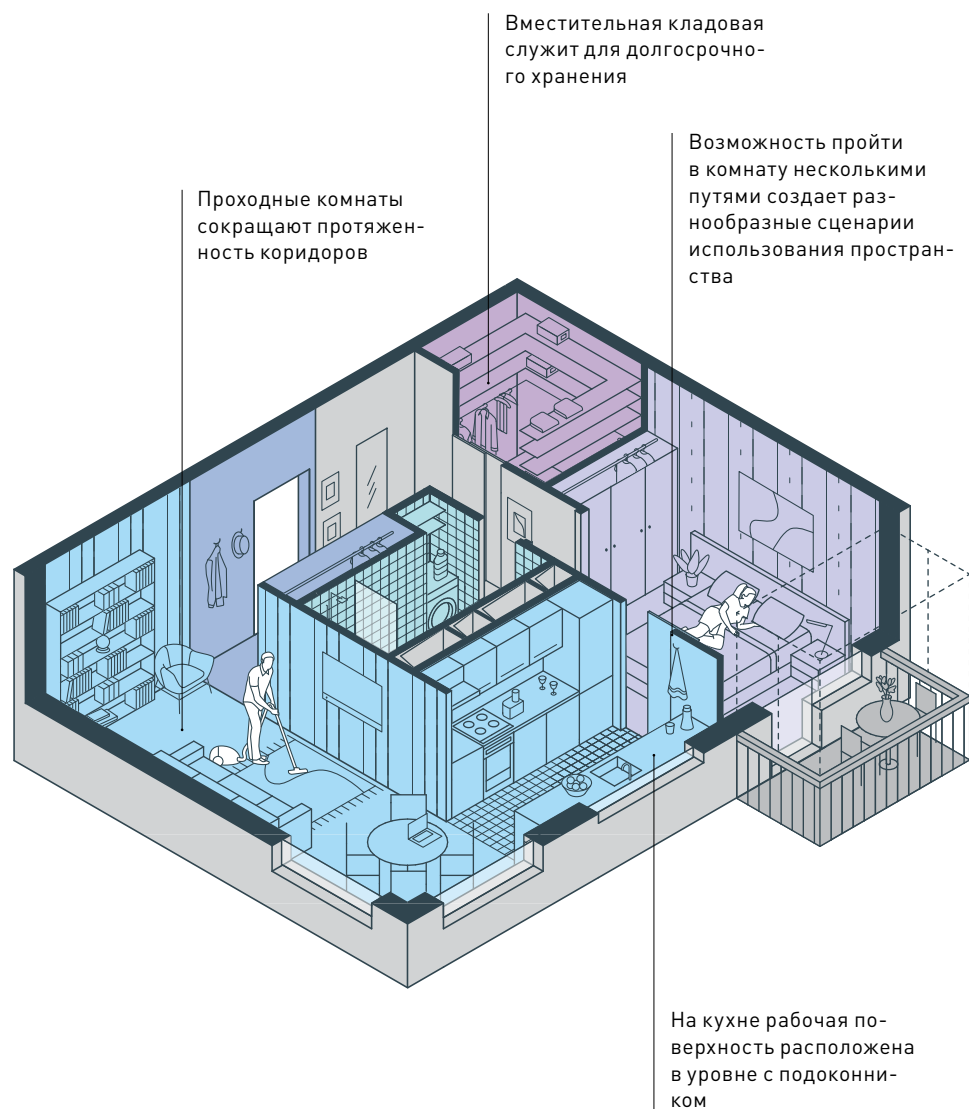 Вместительная кладовая
служит для долгосрочно-
го хранения
Возможность пройти
в комнату несколькими
путями создает раз-
нообразные сценарии
использования простран-
ства
Проходные комнаты
сокращают протяжен-
ность коридоров
На кухне рабочая по-
верхность расположена
в уровне с подоконни-
ком